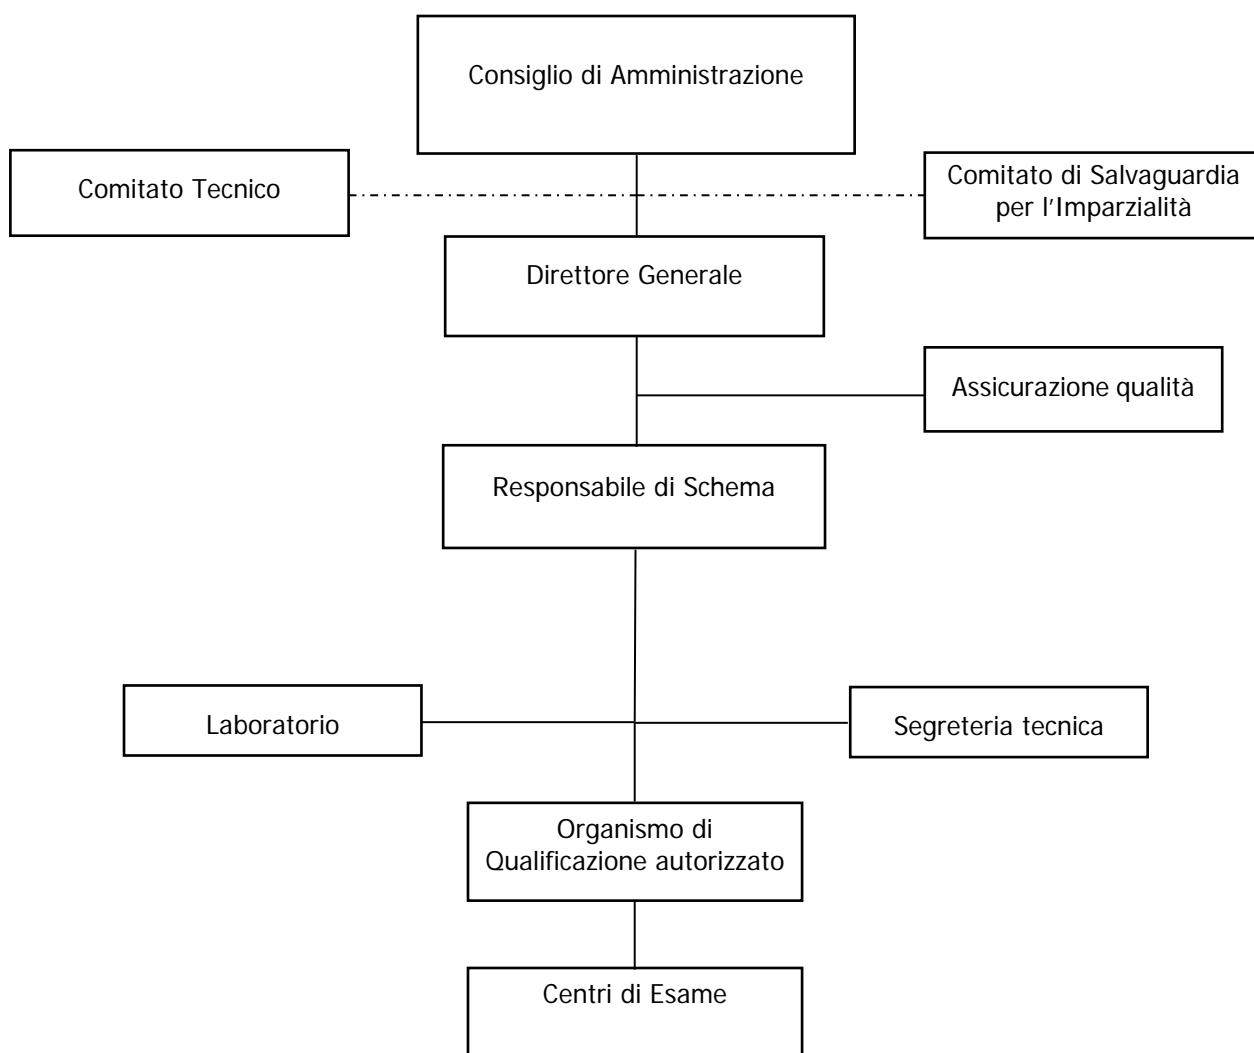 Consiglio di Amministrazione
Comitato Tecnico
Comitato di Salvaguardia
per l'Imparzialità
Direttore Generale
Assicurazione qualità
Responsabile di Schema
Laboratorio
Segreteria tecnica
Organismo di
Qualificazione autorizzato
Centri di Esame